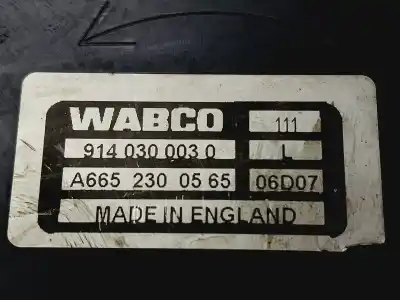 WABCO 111
914 030 003 0 L
A665 230 05 65 06D07
MADE IN ENGLAND